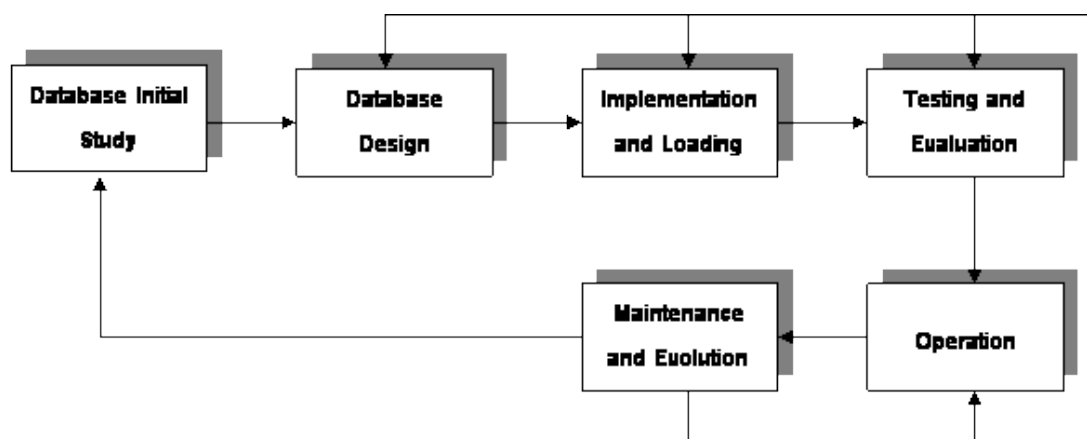 Database Initial
Study
Database
Design
Implementation
and Loading
Testing and
Evaluation
Maintenance
and Evolution
Operation